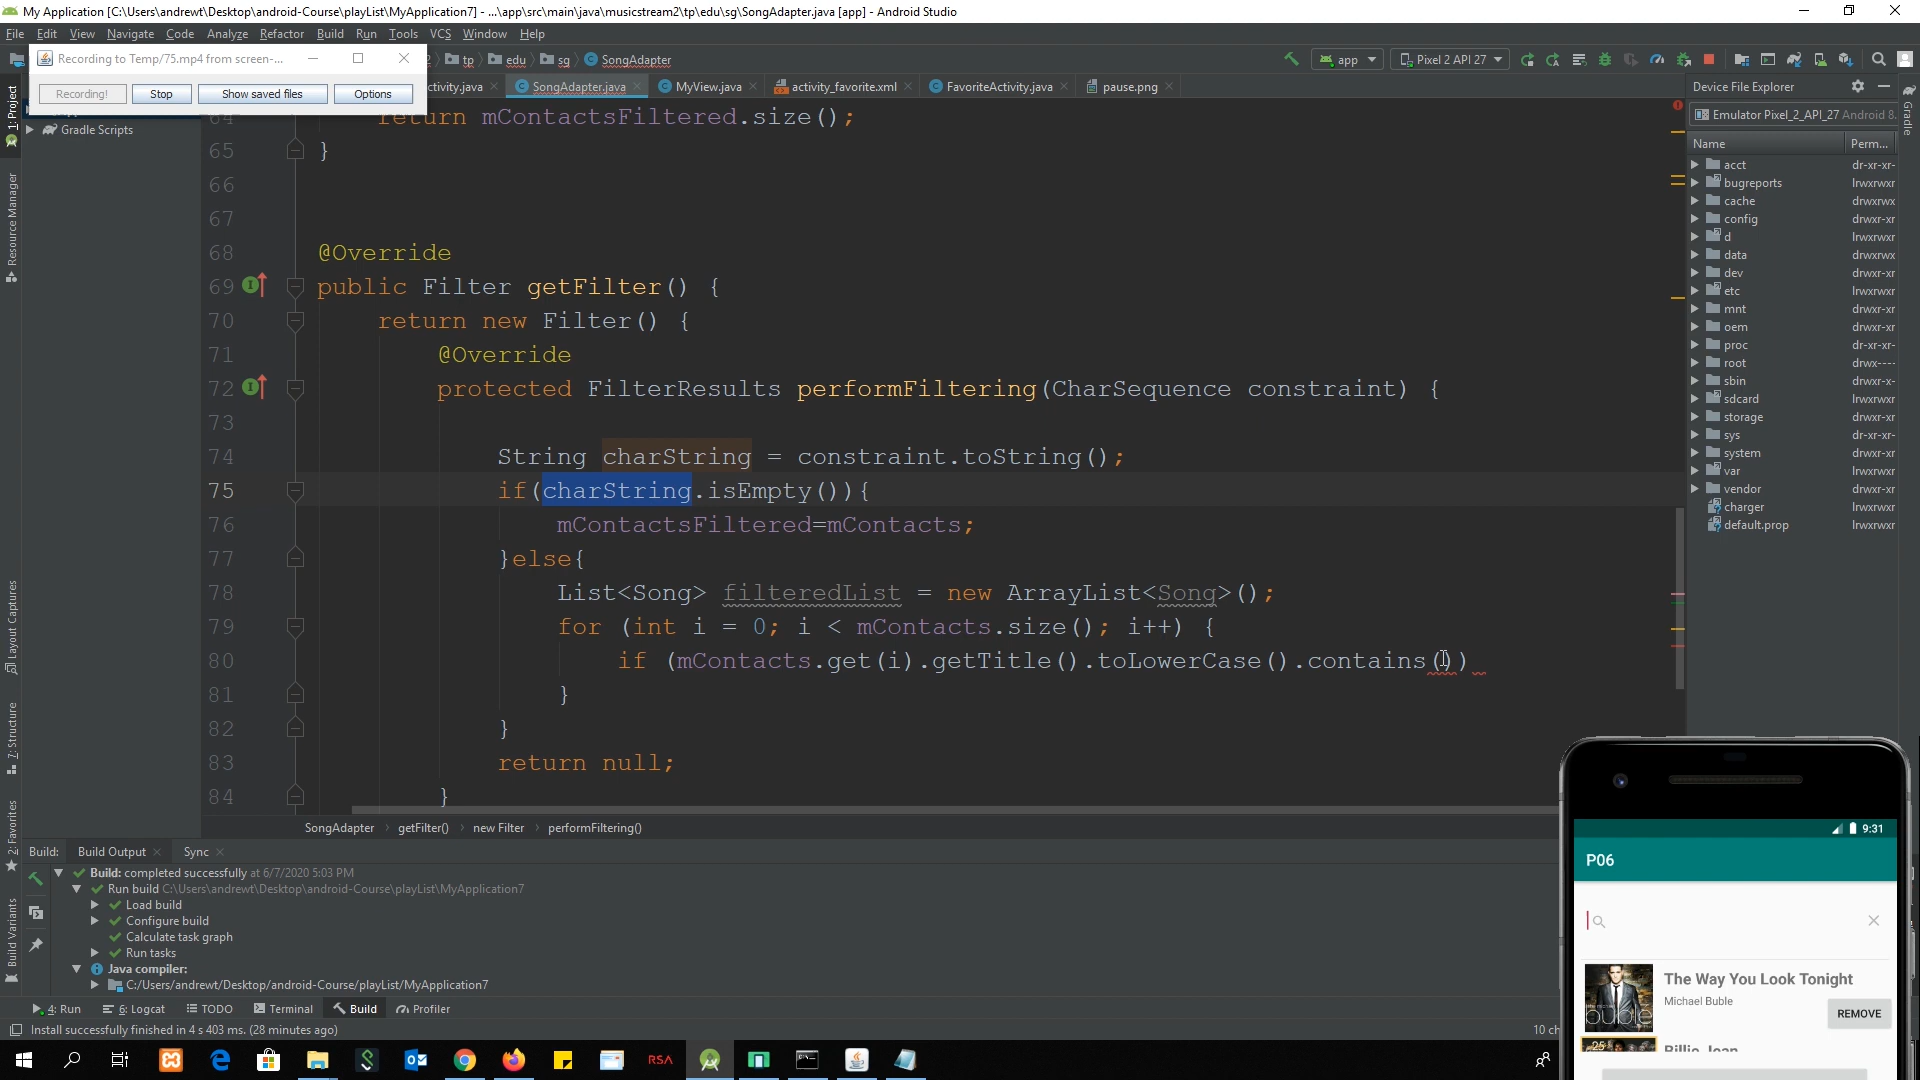 My Application [C:\Users\andrewt\Desktop\android-Course\playList\MyApplication7] - ...\app\src\main\java\musicstream2\tp\edu\sg\SongAdapter.java [app] - Android Studio
File Edit View Navigate Code Analyze Refactor Build Run Tools VCS Window Help
Recording to Temp/75.mp4 from screen-...
2 tp edu sg SongAdapter
app Pixel 2 API 27
Recording! Stop Show saved files Options
ctivity.java SongAdapter.java MyView.java activity_favorite.xml FavoriteActivity.java pause.png
Device File Explorer
Emulator Pixel_2_API_27 Android 8.
Name Perm...
Gradle Scripts
64 return mContactsFiltered.size();
65 }
66
67
68 @Override
69 public Filter getFilter() {
70 return new Filter() {
71 @Override
72 protected FilterResults performFiltering(CharSequence constraint) {
73
74 String charString = constraint.toString();
75 if(charString.isEmpty()){
76 mContactsFiltered=mContacts;
77 }else{
78 List<Song> filteredList = new ArrayList<Song>();
79 for (int i = 0; i < mContacts.size(); i++) {
80 if (mContacts.get(i).getTitle().toLowerCase().contains())
81 }
82 }
83 return null;
84 }
SongAdapter getFilter() new Filter performFiltering()
acct dr-xr-xr-
bugreports lrwxrwxr
cache drwxrwx
config drwxr-xr
d lrwxrwxr
data drwxrwx
dev drwxr-xr
etc lrwxrwxr
mnt drwxr-xr
oem drwxr-xr
proc dr-xr-xr-
root drwx----
sbin drwxr-x-
sdcard lrwxrwxr
storage drwxr-xr
sys dr-xr-xr-
system drwxr-xr
var lrwxrwxr
vendor drwxr-xr
charger lrwxrwxr
default.prop lrwxrwxr
1: Project
Resource Manager
Layout Captures
7: Structure
2: Favorites
Build Variants
Gradle
Build: Build Output Sync
Build: completed successfully at 6/7/2020 5:03 PM
Run build C:\Users\andrewt\Desktop\android-Course\playList\MyApplication7
Load build
Configure build
Calculate task graph
Run tasks
Java compiler:
C:/Users/andrewt/Desktop/android-Course/playList/MyApplication7
4: Run 6: Logcat TODO Terminal Build Profiler
Install successfully finished in 4 s 403 ms. (28 minutes ago)
10 ch
RSA
9:31
P06
The Way You Look Tonight
Michael Buble
REMOVE
Billie Jean